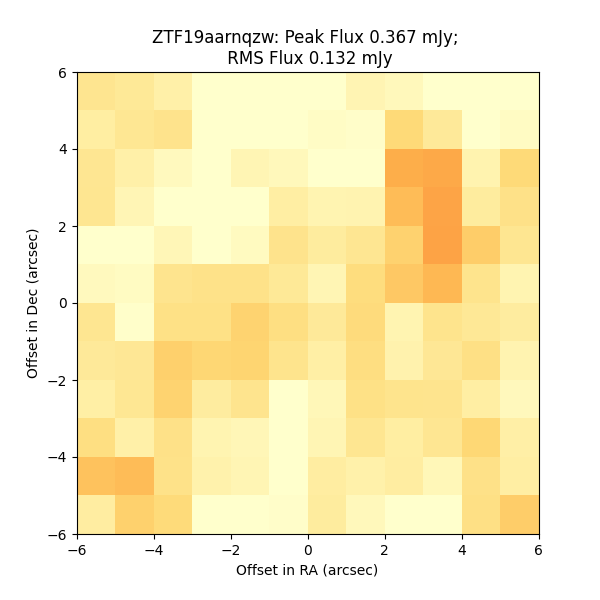 ZTF19aarnqzw: Peak Flux 0.367 mJy;
RMS Flux 0.132 mJy
6
4
2
0
−2
−4
−6
Offset in Dec (arcsec)
−6 −4 −2 0 2 4 6
Offset in RA (arcsec)